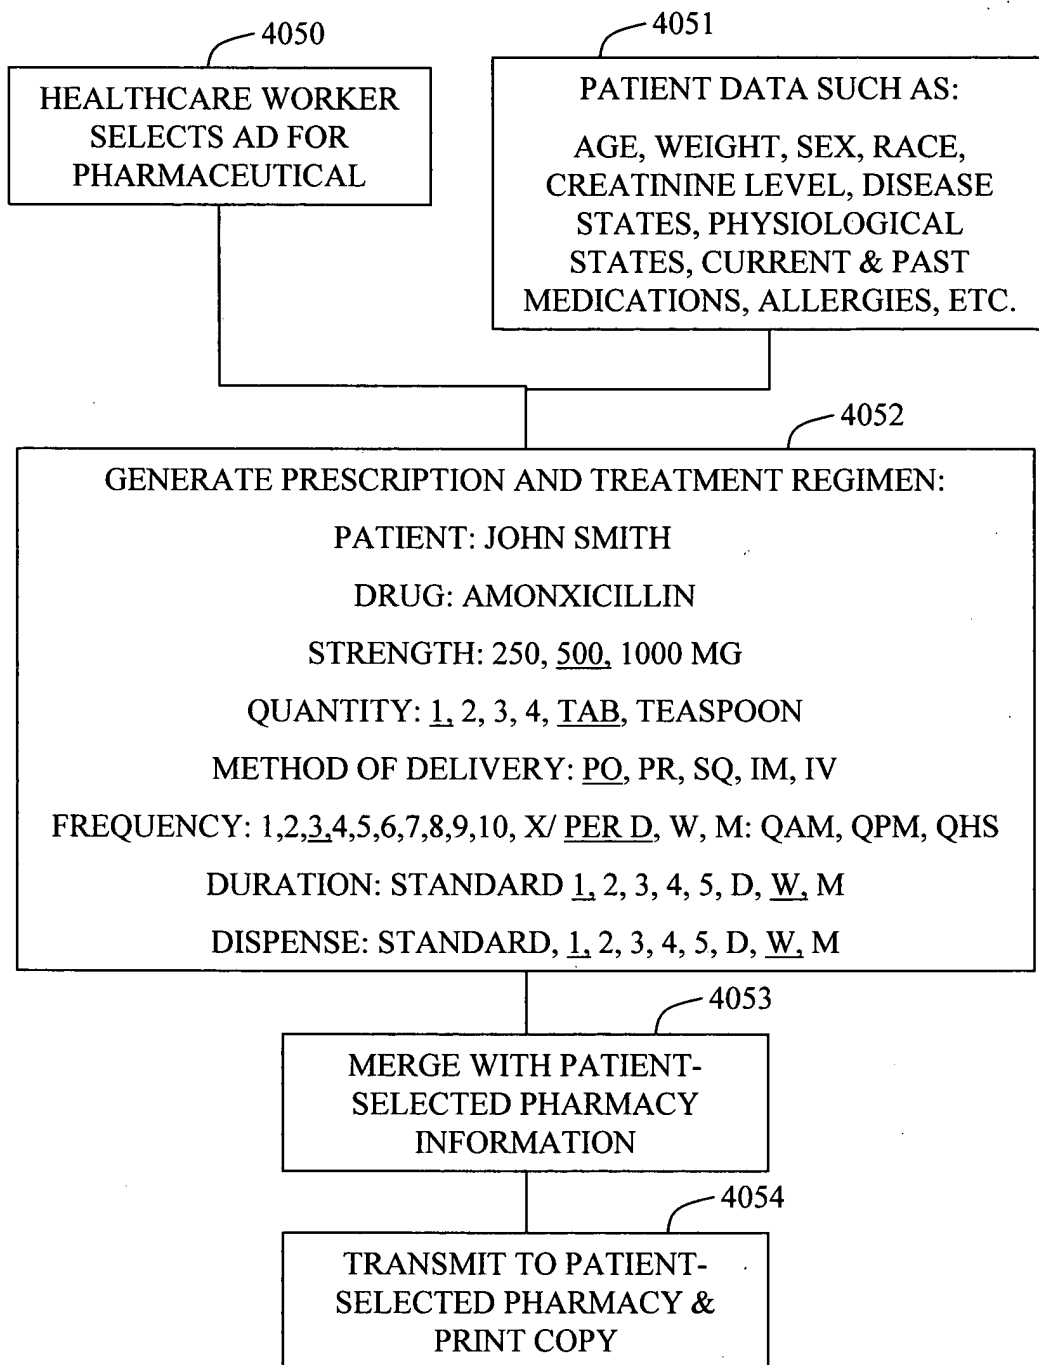 4050
HEALTHCARE WORKER
SELECTS AD FOR
PHARMACEUTICAL
4051
PATIENT DATA SUCH AS:
AGE, WEIGHT, SEX, RACE,
CREATININE LEVEL, DISEASE
STATES, PHYSIOLOGICAL
STATES, CURRENT & PAST
MEDICATIONS, ALLERGIES, ETC.
4052
GENERATE PRESCRIPTION AND TREATMENT REGIMEN:
PATIENT: JOHN SMITH
DRUG: AMONXICILLIN
STRENGTH: 250, 500, 1000 MG
QUANTITY: 1, 2, 3, 4, TAB, TEASPOON
METHOD OF DELIVERY: PO, PR, SQ, IM, IV
FREQUENCY: 1,2,3,4,5,6,7,8,9,10, X/ PER D, W, M: QAM, QPM, QHS
DURATION: STANDARD 1, 2, 3, 4, 5, D, W, M
DISPENSE: STANDARD, 1, 2, 3, 4, 5, D, W, M
4053
MERGE WITH PATIENT-
SELECTED PHARMACY
INFORMATION
4054
TRANSMIT TO PATIENT-
SELECTED PHARMACY &
PRINT COPY